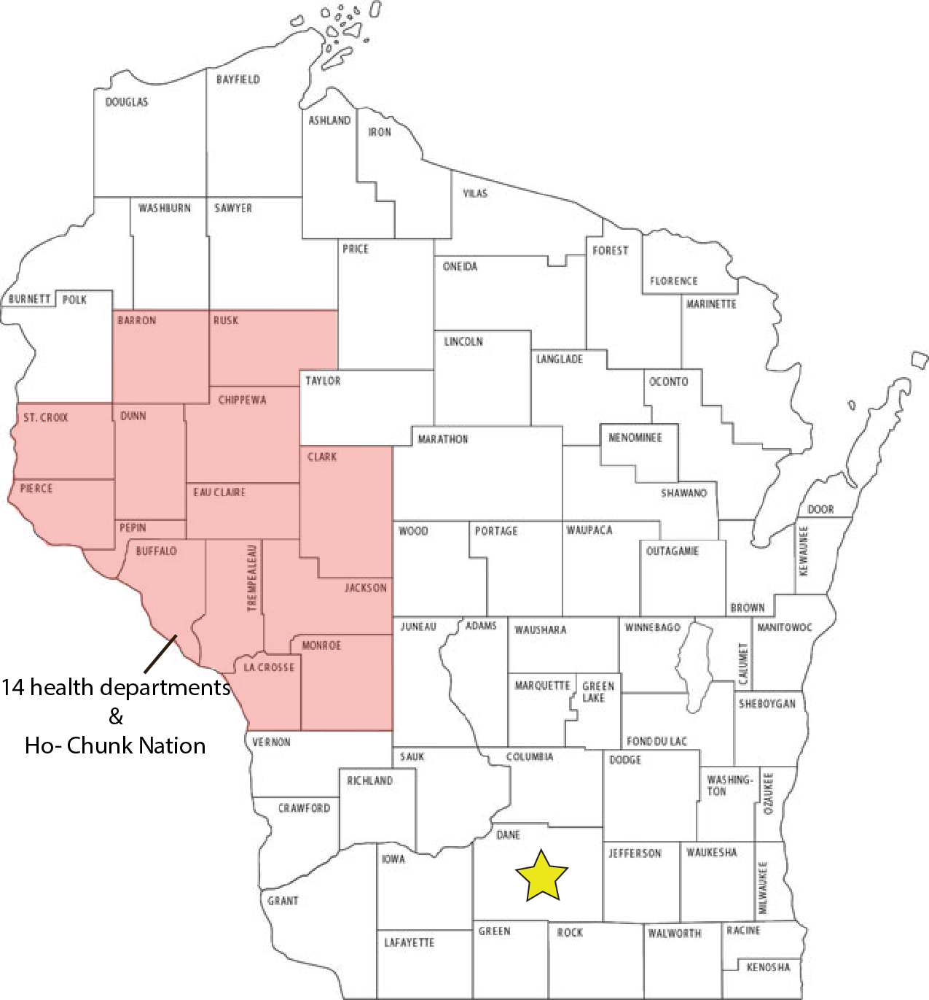 BAYFIELD
DOUGLAS
ASHLAND
IRON
VILAS
WASHBURN
SAWYER
PRICE
FOREST
ONEIDA
FLORENCE
BURNETT
POLK
MARINETTE
BARRON
RUSK
LINCOLN
LANGLADE
TAYLOR
OCONTO
CHIPPEWA
ST. CROIX
DUNN
MARATHON
MENOMINEE
CLARK
PIERCE
EAU CLAIRE
SHAWANO
DOOR
PEPIN
WOOD
PORTAGE
WAUPACA
BUFFALO
OUTAGAMIE
KEWAUNEE
TREMPEALEAU
JACKSON
BROWN
JUNEAU
ADAMS
WAUSHARA
WINNEBAGO
MANITOWOC
CALUMET
MONROE
LA CROSSE
MARQUETTE
GREEN
LAKE
14 health departments
&
Ho- Chunk Nation
SHEBOYGAN
VERNON
FOND DU LAC
SAUK
COLUMBIA
DODGE
RICHLAND
WASHING-
TON
OZAUKEE
CRAWFORD
DANE
IOWA
JEFFERSON
WAUKESHA
MILWAUKEE
GRANT
LAFAYETTE
GREEN
ROCK
WALWORTH
RACINE
KENOSHA